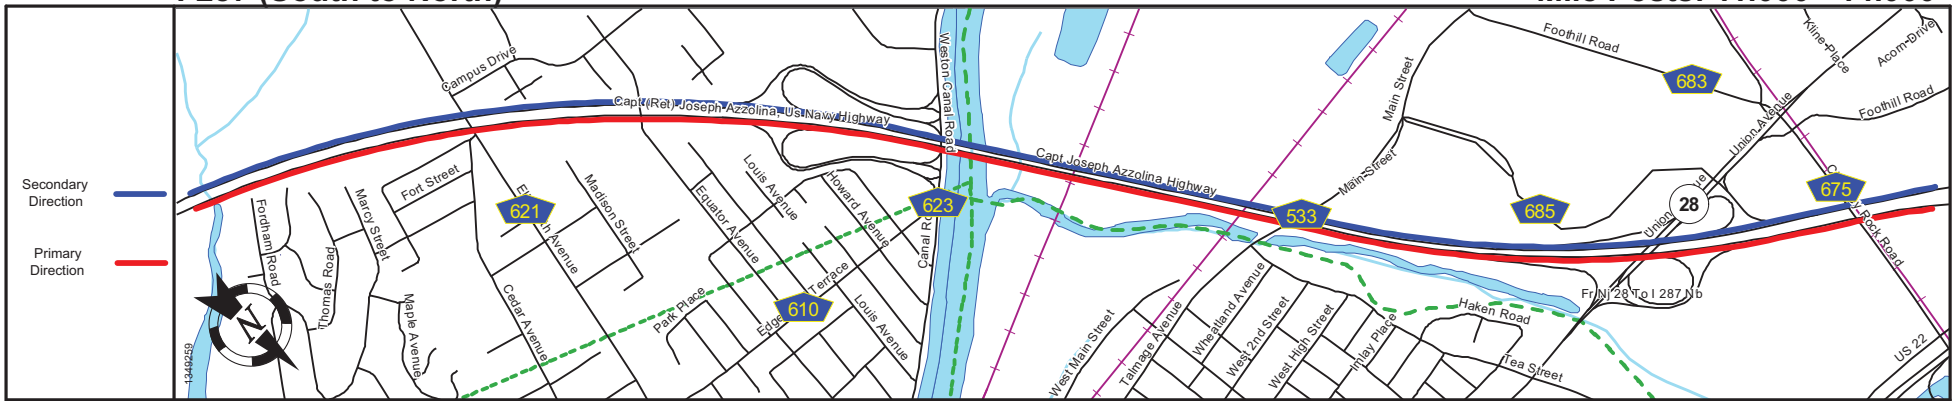 Secondary
Direction
Primary
Direction
1349259
N
Campus Drive
Capt (Ret) Joseph Azzolina, Us Navy Highway
Weston Canal Road
Capt Joseph Azzolina Highway
Main Street
Main Street
Foothill Road
683
Kline Place
Acorn Drive
Foothill Road
Union Avenue
28
675
685
533
623
621
610
Fordham Road
Thomas Road
Marcy Street
Fort Street
Maple Avenue
Cedar Avenue
Madison Street
Equator Avenue
Louis Avenue
Howard Avenue
Park Place
Terrace
Louis Avenue
West Main Street
Talmage Avenue
Wheatland Avenue
West 2nd Street
West High Street
Imlay Place
Haken Road
Tea Street
Fr Nj 28 To I 287 Nb
US 22